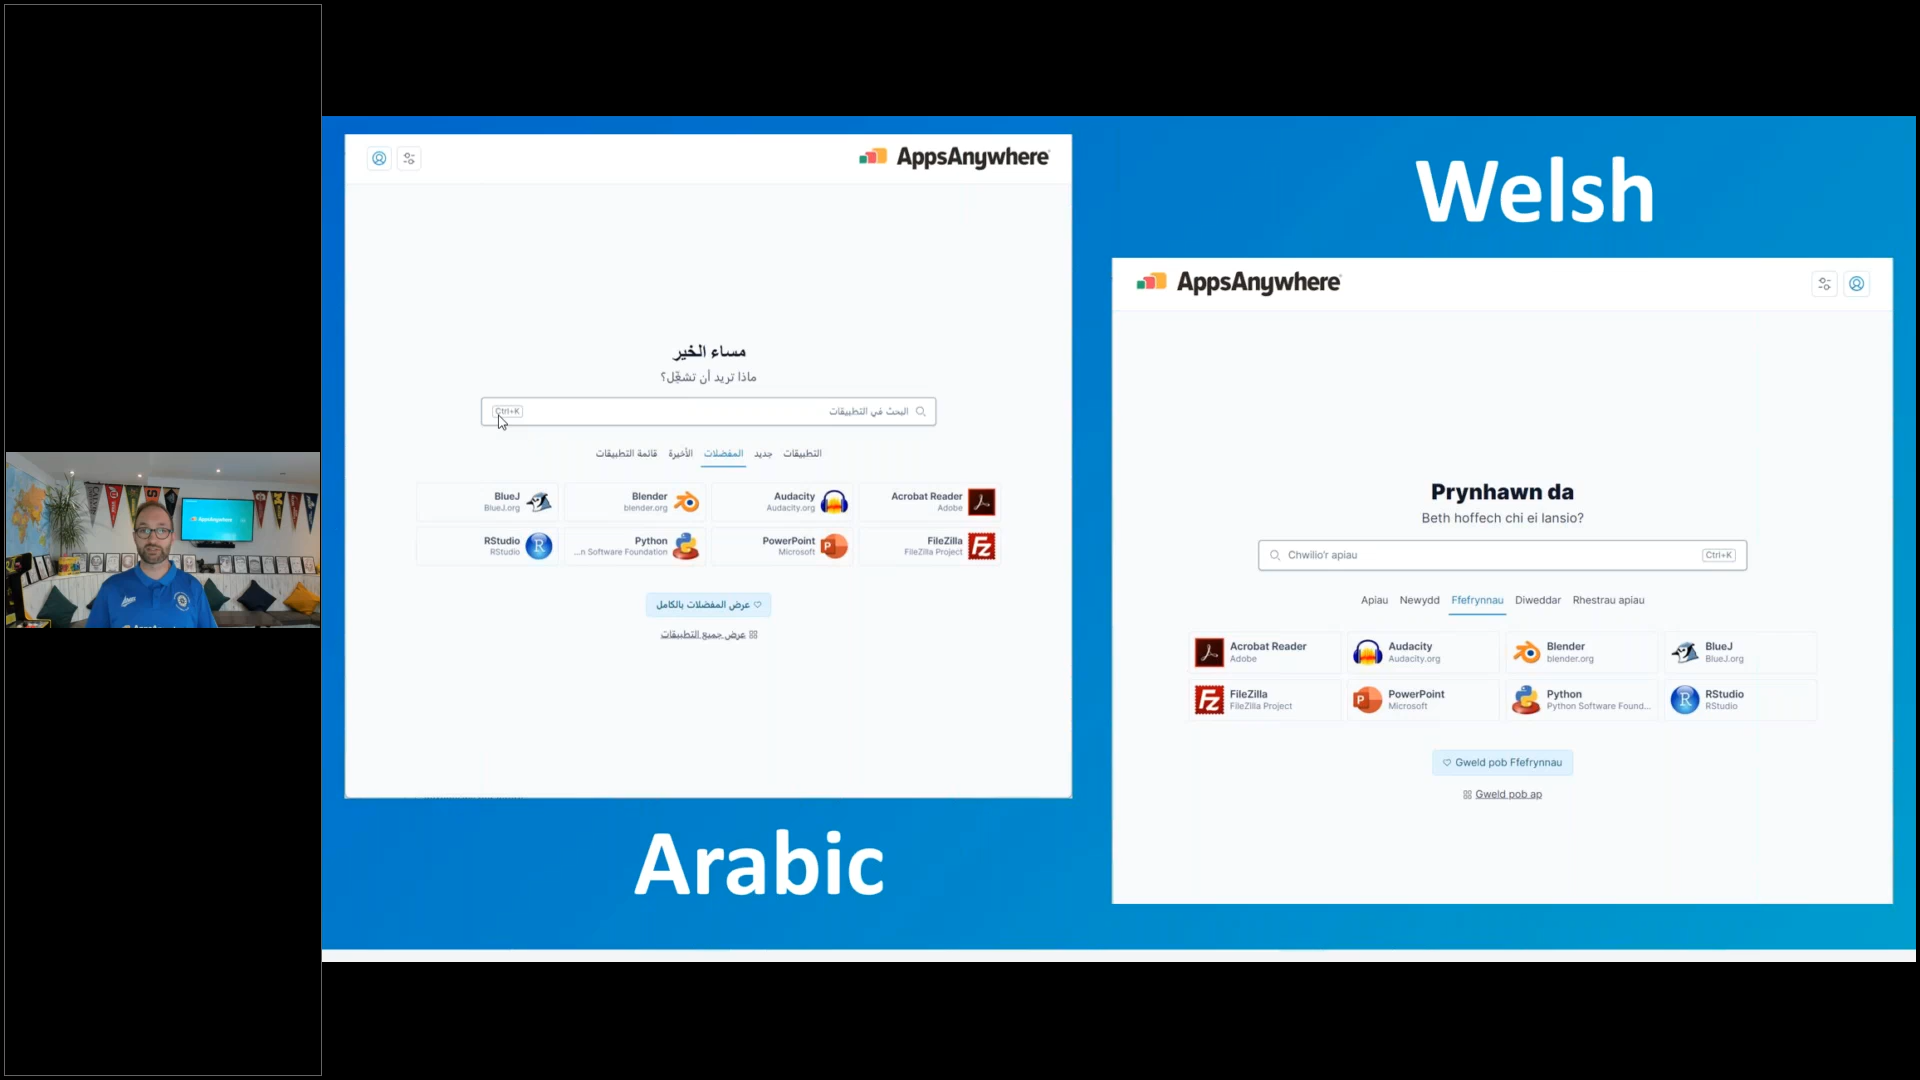 AppsAnywhere
مساء الخير
ماذا تريد أن تشغّل؟
البحث في التطبيقات
Ctrl+K
التطبيقات
جديد
المفضلات
الأخيرة
قائمة التطبيقات
Acrobat Reader
Adobe
Audacity
Audacity.org
Blender
blender.org
BlueJ
BlueJ.org
FileZilla
FileZilla Project
PowerPoint
Microsoft
Python
...n Software Foundation
RStudio
RStudio
عرض المفضلات بالكامل
عرض جميع التطبيقات
Arabic
Welsh
AppsAnywhere
Prynhawn da
Beth hoffech chi ei lansio?
Chwilio'r apiau
Ctrl+K
Apiau
Newydd
Ffefrynnau
Diweddar
Rhestrau apiau
Acrobat Reader
Adobe
Audacity
Audacity.org
Blender
blender.org
BlueJ
BlueJ.org
FileZilla
FileZilla Project
PowerPoint
Microsoft
Python
Python Software Found...
RStudio
RStudio
Gweld pob Ffefrynnau
Gweld pob ap
AppsAnywhere